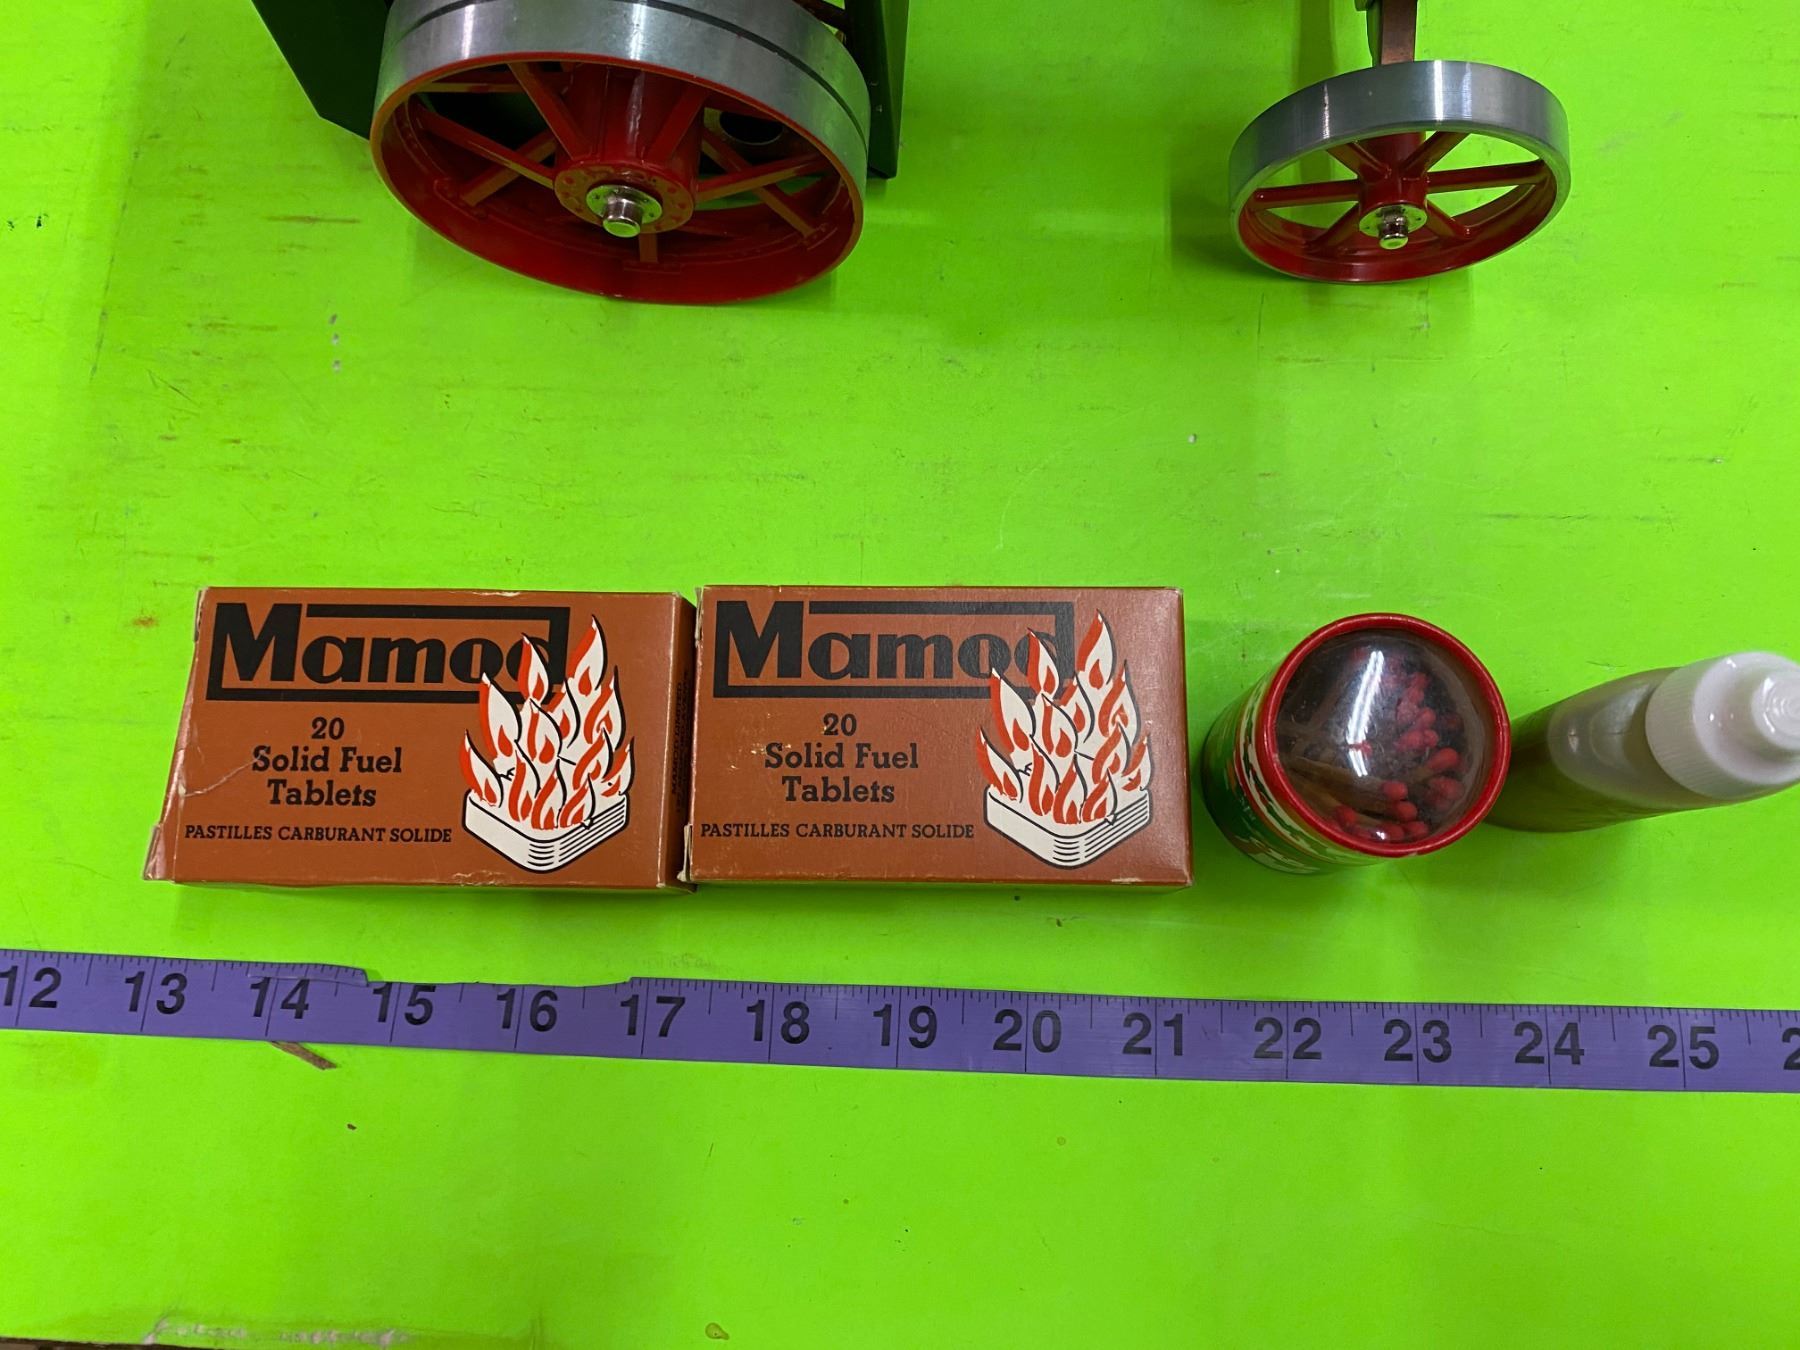 Mamod
20
Solid Fuel
Tablets
PASTILLES CARBURANT SOLIDE
Mamod
20
Solid Fuel
Tablets
PASTILLES CARBURANT SOLIDE
12 13 14 15 16 17 18 19 20 21 22 23 24 25